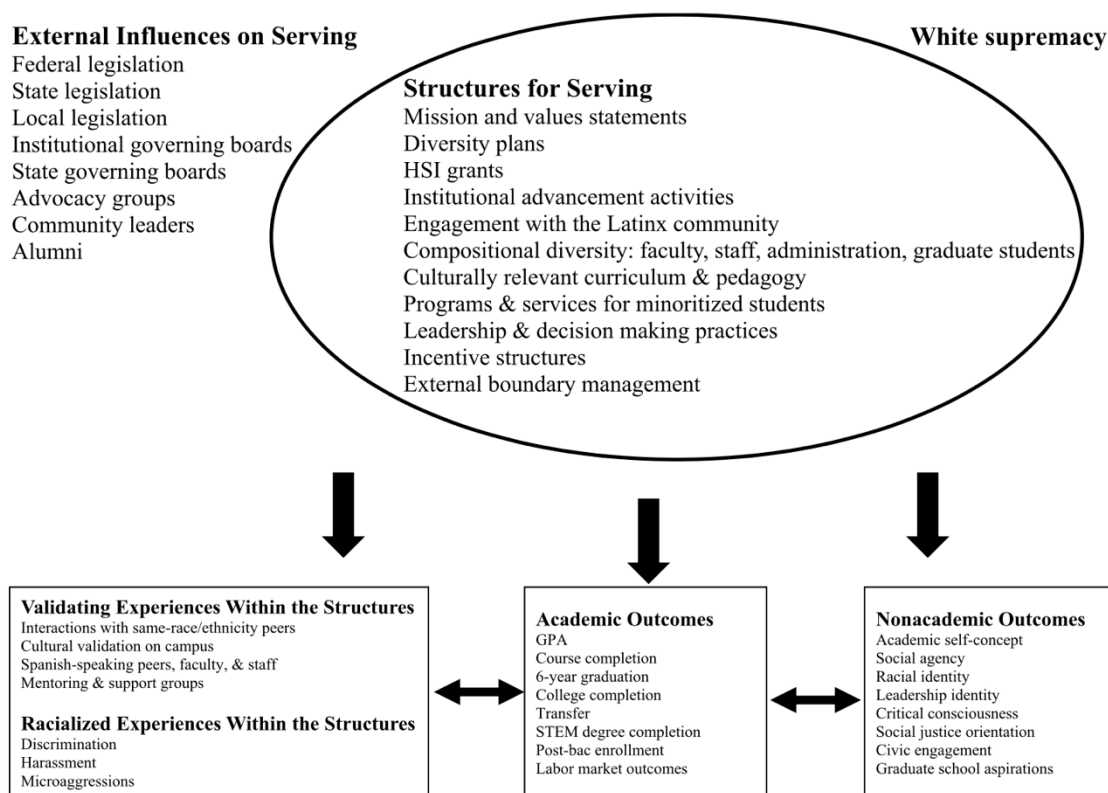 External Influences on Serving
Federal legislation
State legislation
Local legislation
Institutional governing boards
State governing boards
Advocacy groups
Community leaders
Alumni
White supremacy
Structures for Serving
Mission and values statements
Diversity plans
HSI grants
Institutional advancement activities
Engagement with the Latinx community
Compositional diversity: faculty, staff, administration, graduate students
Culturally relevant curriculum & pedagogy
Programs & services for minoritized students
Leadership & decision making practices
Incentive structures
External boundary management
Validating Experiences Within the Structures
Interactions with same-race/ethnicity peers
Cultural validation on campus
Spanish-speaking peers, faculty, & staff
Mentoring & support groups
Racialized Experiences Within the Structures
Discrimination
Harassment
Microaggressions
Academic Outcomes
GPA
Course completion
6-year graduation
College completion
Transfer
STEM degree completion
Post-bac enrollment
Labor market outcomes
Nonacademic Outcomes
Academic self-concept
Social agency
Racial identity
Leadership identity
Critical consciousness
Social justice orientation
Civic engagement
Graduate school aspirations